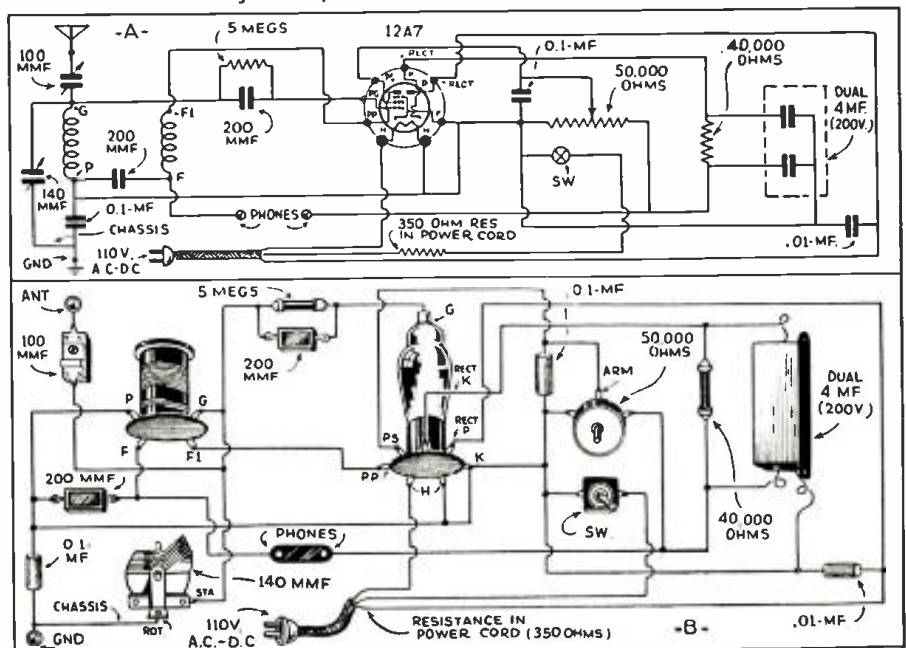 -A-
12A7
5 MEGS
100
MMF
200
MMF
200
MMF
140
MMF
G
P
F1
F
0.1-MF
CHASSIS
GND
PHONES
110V.
A.C-D.C
350 OHM RES
IN POWER CORD
RECT
K
P
RECT
PG
PP
H
H
0.1-MF
50,000
OHMS
SW
40,000
OHMS
DUAL
4 MF.
(200V.)
.01-MF.
ANT
100
MMF
P
G
F
F1
200 MMF
0.1-
MF
CHASSIS
GND
ROT
STA
140 MMF
5 MEGS
200
MMF
PHONES
110V.
A.C.-D.C
RESISTANCE IN
POWER CORD (350 OHMS)
G
RECT
K
RECT
P
PS
PP
H
K
0.1-MF
ARM
50,000
OHMS
SW.
40,000
OHMS
DUAL
4 MF
(200V.)
.01-MF
-B-